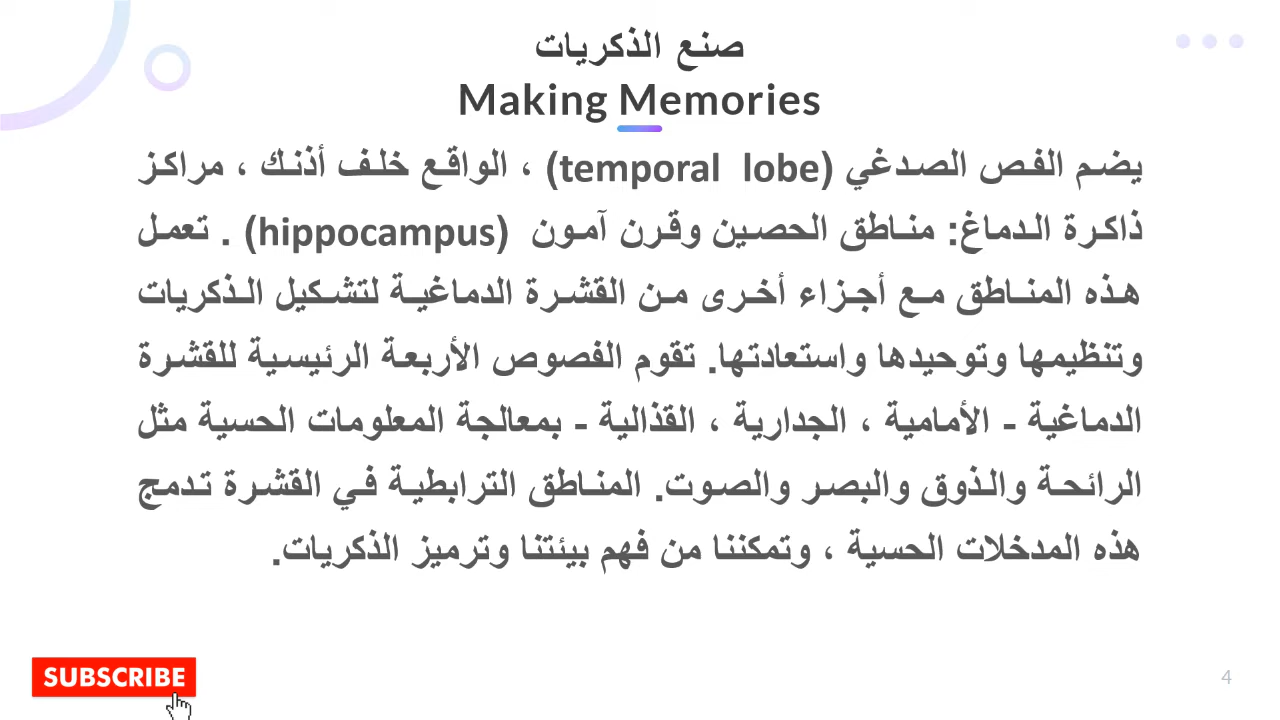 صنع الذكريات
Making Memories
يضم الفص الصدغي (temporal lobe) ، الواقع خلف أذنك ، مراكز
ذاكرة الدماغ: مناطق الحصين وقرن آمون (hippocampus) . تعمل
هذه المناطق مع أجزاء أخرى من القشرة الدماغية لتشكيل الذكريات
وتنظيمها وتوحيدها واستعادتها. تقوم الفصوص الأربعة الرئيسية للقشرة
الدماغية - الأمامية ، الجدارية ، القذالية - بمعالجة المعلومات الحسية مثل
الرائحة والذوق والبصر والصوت. المناطق الترابطية في القشرة تدمج
هذه المدخلات الحسية ، وتمكننا من فهم بيئتنا وترميز الذكريات.
SUBSCRIBE
4